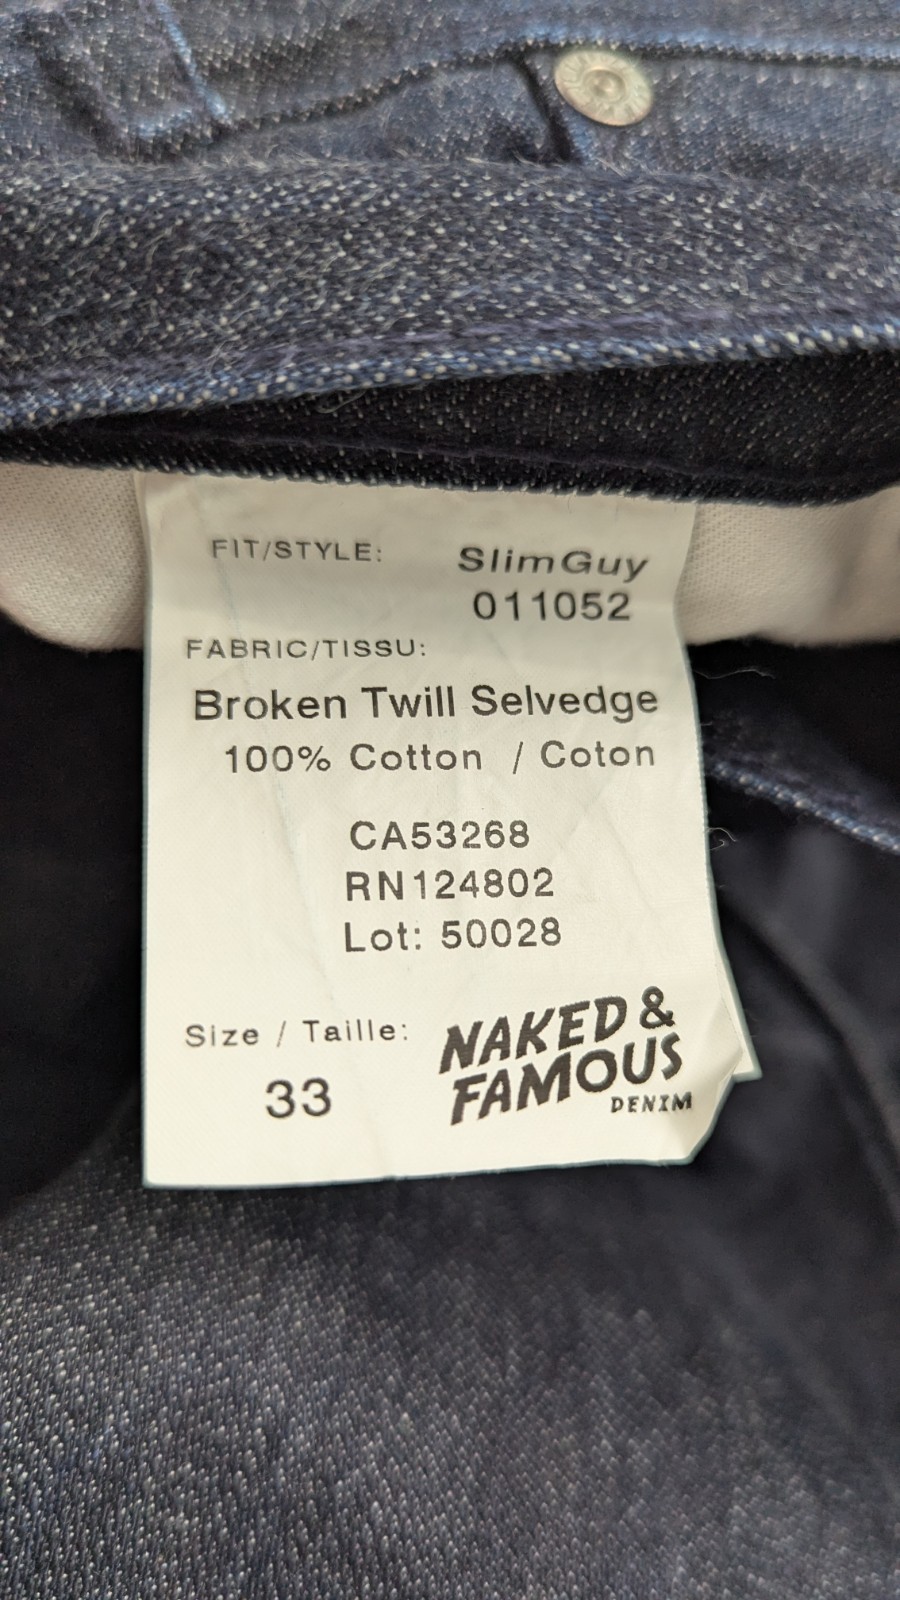 FIT/STYLE: SlimGuy
011052
FABRIC/TISSU:
Broken Twill Selvedge
100% Cotton / Coton
CA53268
RN124802
Lot: 50028
Size / Taille:
33
NAKED &
FAMOUS
DENIM